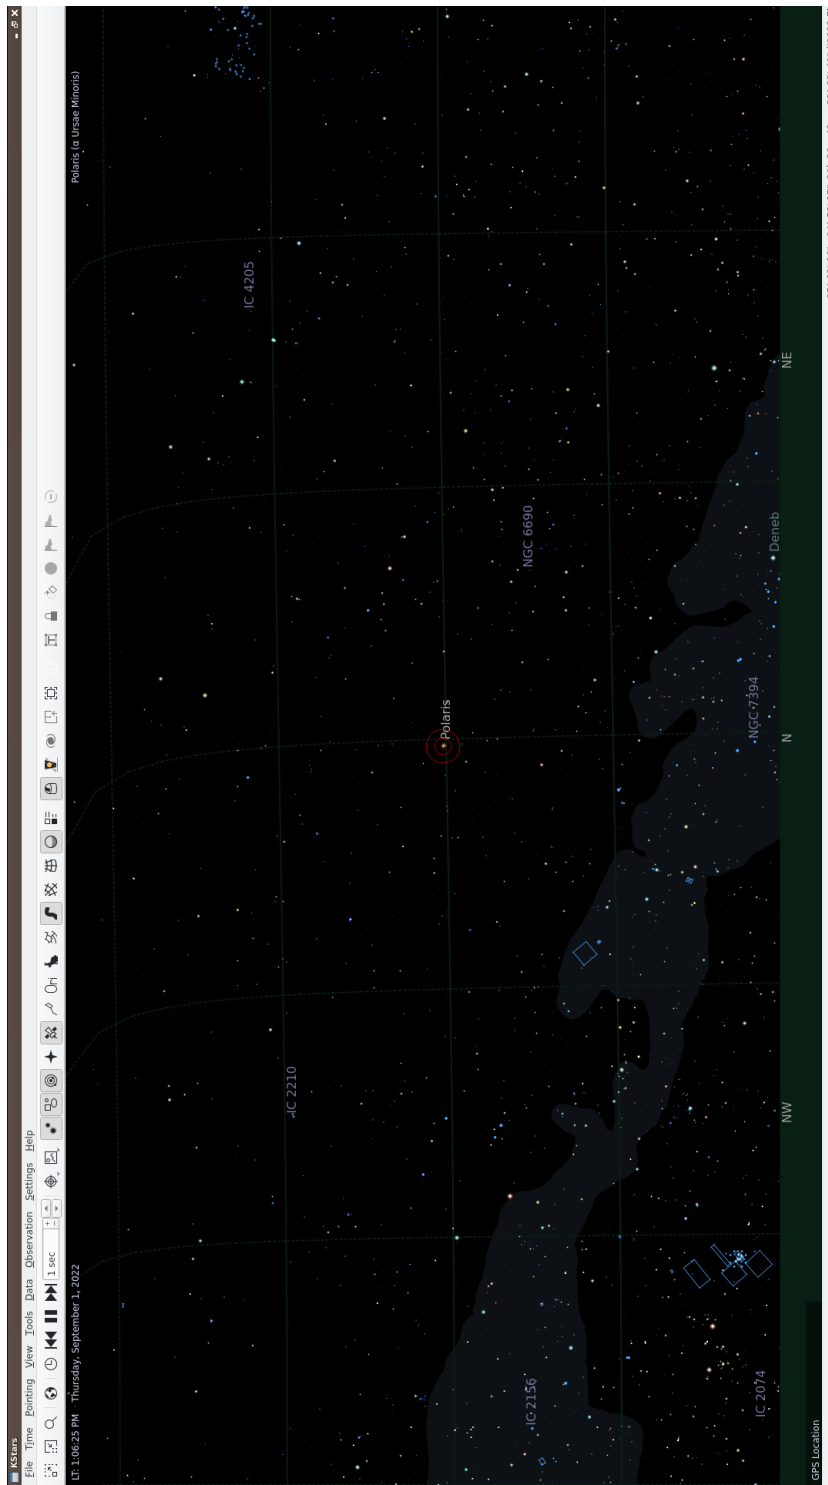 KStars
File Time Pointing View Tools Data Observation Settings Help
1 sec
Ori
LT: 1:06:25 PM Thursday, September 1, 2022
Polaris (α Ursae Minoris)
IC 4205
IC 2210
Polaris
NGC 6690
IC 2156
NGC 7394
Deneb
IC 2074
NW
N
NE
GPS Location